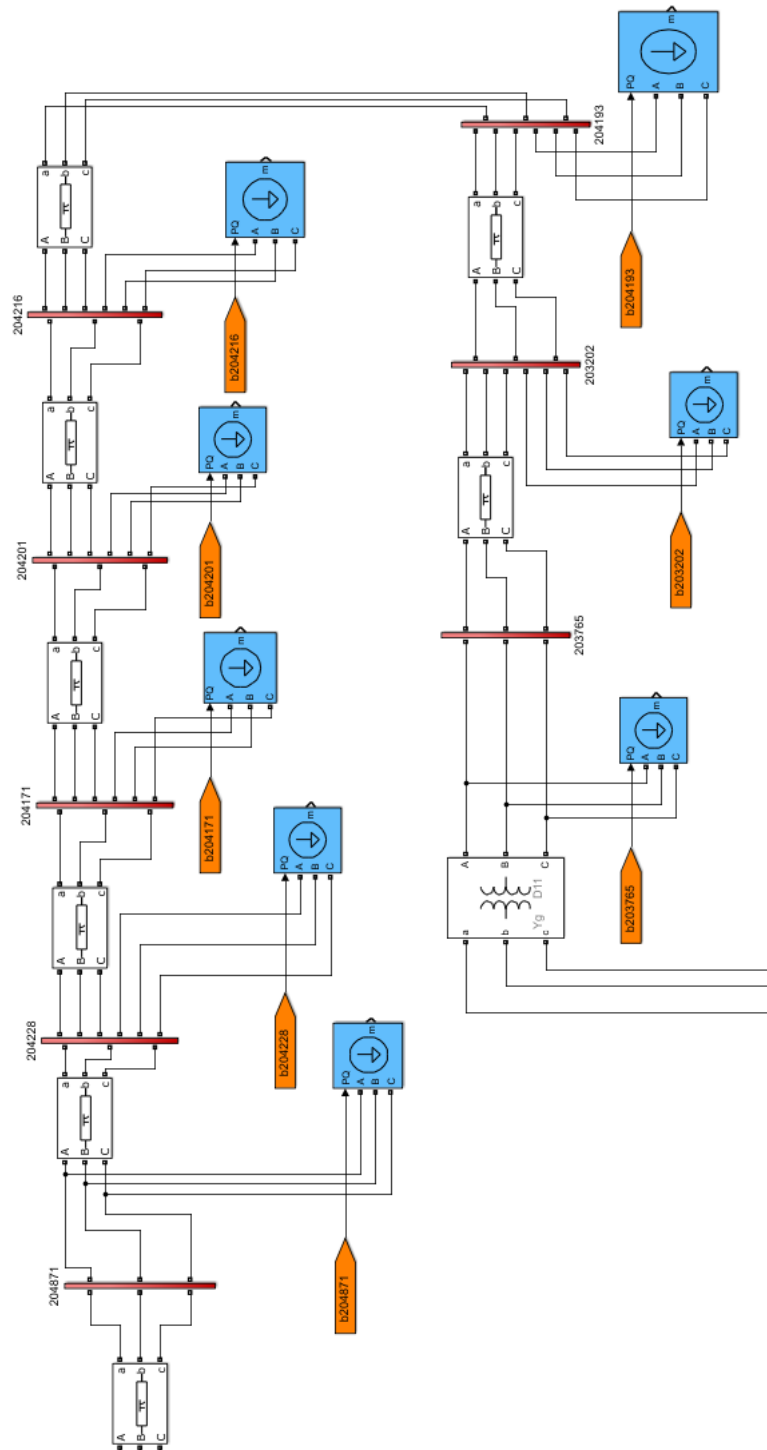 m
PQ
A
B
C
204193
b204193
a
b
c
π
A
B
C
203202
m
PQ
A
B
C
b203202
a
b
c
π
A
B
C
203765
m
PQ
A
B
C
b203765
A
B
C
D11
Yg
a
b
c
a
b
c
π
A
B
C
204216
m
PQ
A
B
C
b204216
a
b
c
π
A
B
C
204201
m
PQ
A
B
C
b204201
a
b
c
π
A
B
C
204171
m
PQ
A
B
C
b204171
a
b
c
π
A
B
C
204228
m
PQ
A
B
C
b204228
a
b
c
π
A
B
C
204871
m
PQ
A
B
C
b204871
a
b
c
π
A
B
C